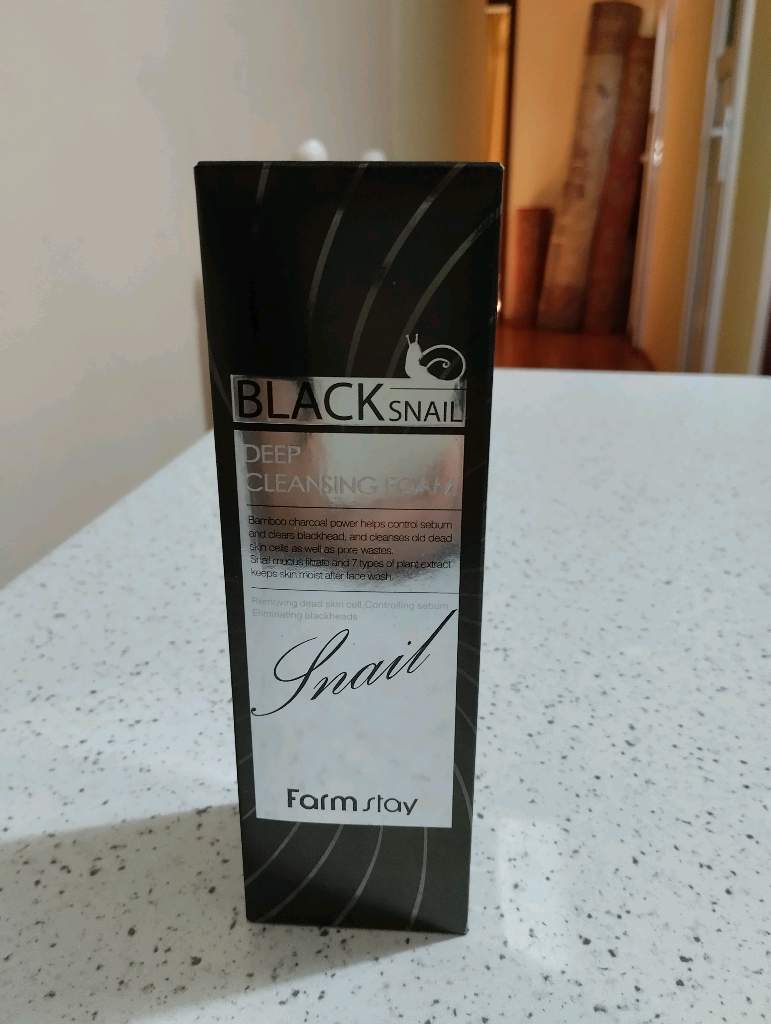 BLACK SNAIL
DEEP
CLEANSING FOAM
Bamboo charcoal power helps control sebum
and clears blackhead, and cleanses old dead
skin cells as well as pore wastes.
Snail mucus filtrate and 7 types of plant extract
keeps skin moist after face wash.
Removing dead skin cell, Controlling sebum,
Eliminating blackheads
Snail
Farmstay